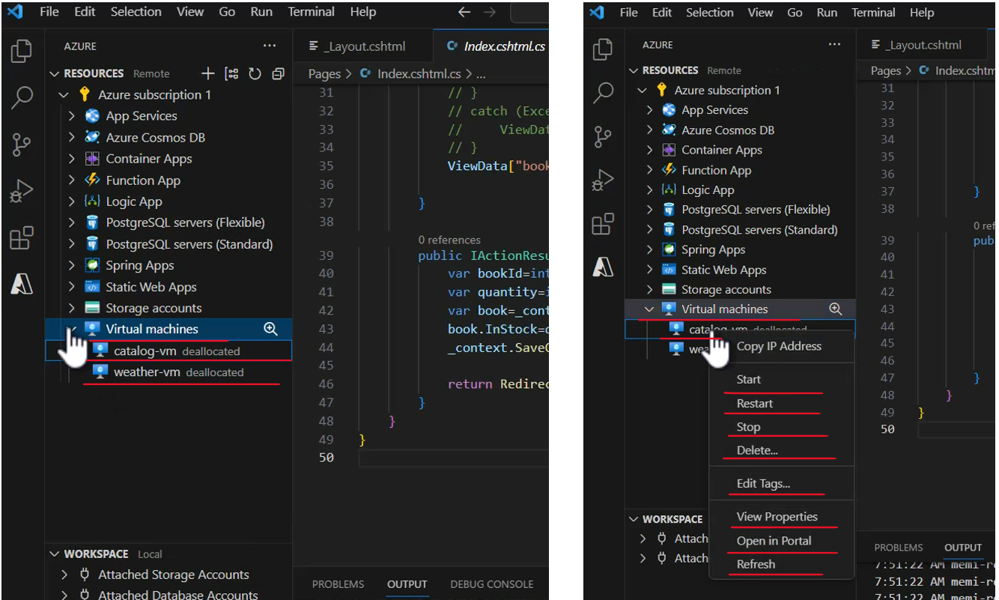 File Edit Selection View Go Run Terminal Help
AZURE
RESOURCES Remote
Azure subscription 1
App Services
Azure Cosmos DB
Container Apps
Function App
Logic App
PostgreSQL servers (Flexible)
PostgreSQL servers (Standard)
Spring Apps
Static Web Apps
Storage accounts
Virtual machines
catalog-vm deallocated
weather-vm deallocated
WORKSPACE Local
Attached Storage Accounts
Attached Database Accounts
_Layout.cshtml
Index.cshtml.cs
Pages > Index.cshtml.cs > ...
31 // }
32 // catch (Exce
33 // ViewDat
34 // }
35 ViewData["book
36
37 }
38
0 references
39 public IActionResu
40 var bookId=int
41 var quantity=i
42 var book=_cont
43 book.InStock=
44 _context.SaveC
45
46 return Redirec
47 }
48 }
49 }
50
PROBLEMS OUTPUT DEBUG CONSOLE
File Edit Selection View Go Run Terminal Help
AZURE
RESOURCES Remote
Azure subscription 1
App Services
Azure Cosmos DB
Container Apps
Function App
Logic App
PostgreSQL servers (Flexible)
PostgreSQL servers (Standard)
Spring Apps
Static Web Apps
Storage accounts
Virtual machines
catalog-vm deallocated
wea
Copy IP Address
Start
Restart
Stop
Delete...
Edit Tags...
View Properties
Open in Portal
Refresh
WORKSPACE
Attach
Attach
_Layout.cshtml
Pages > Index.cshtm
31
32
33
34
35
36
37 }
38
0 ref
39 pub
40
41
42
43
44
45
46
47 }
48 }
49 }
50
PROBLEMS OUTPUT
7:51:22 AM memi-re
7:51:22 AM memi-re
7:51:22 AM memi-re